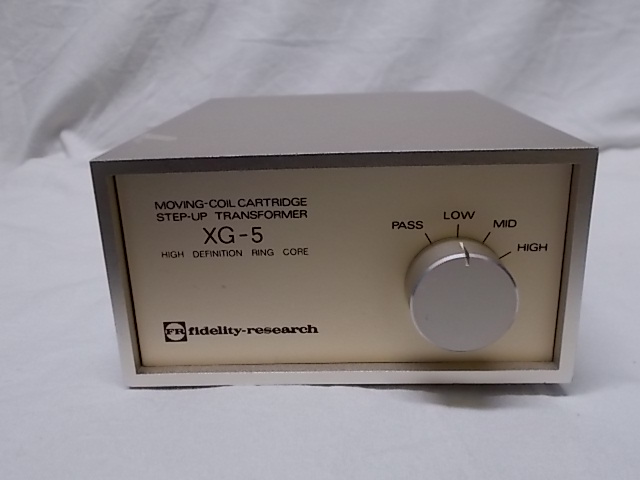 MOVING-COIL CARTRIDGE
STEP-UP TRANSFORMER
XG-5
HIGH DEFINITION RING CORE
PASS
LOW
MID
HIGH
FR fidelity-research